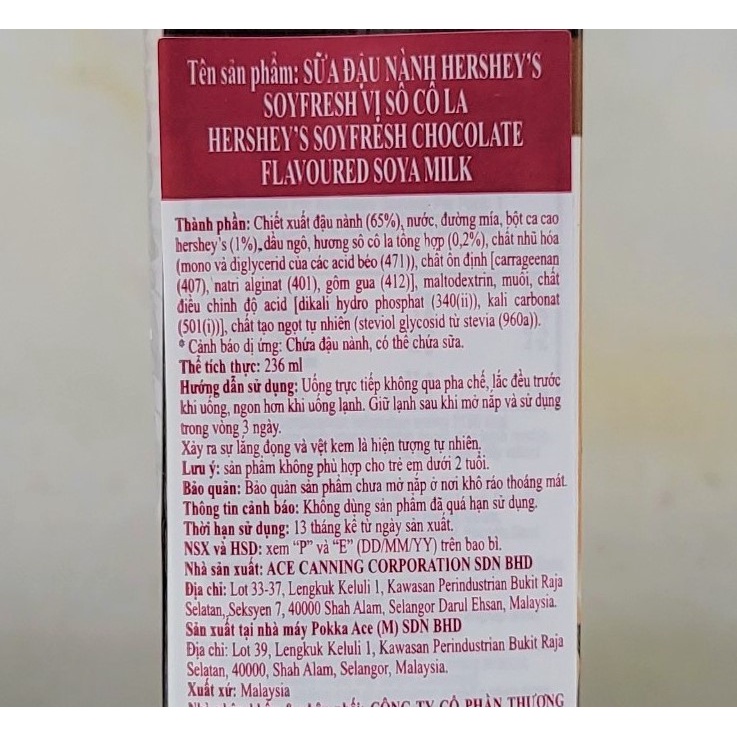 Tên sản phẩm: SỮA ĐẬU NÀNH HERSHEY'S
SOYFRESH VỊ SÔ CÔ LA
HERSHEY'S SOYFRESH CHOCOLATE
FLAVOURED SOYA MILK
Thành phần: Chiết xuất đậu nành (65%), nước, đường mía, bột ca cao
hershey's (1%), dầu ngô, hương sô cô la tổng hợp (0,2%), chất nhũ hóa
(mono và diglycerid của các acid béo (471)), chất ổn định [carrageenan
(407), natri alginat (401), gôm gua (412)], maltodextrin, muối, chất
điều chỉnh độ acid [dikali hydro phosphat (340(ii)), kali carbonat
(501(i))], chất tạo ngọt tự nhiên (steviol glycosid từ stevia (960a)).
* Cảnh báo dị ứng: Chứa đậu nành, có thể chứa sữa.
Thể tích thực: 236 ml
Hướng dẫn sử dụng: Uống trực tiếp không qua pha chế, lắc đều trước
khi uống, ngon hơn khi uống lạnh. Giữ lạnh sau khi mở nắp và sử dụng
trong vòng 3 ngày.
Xảy ra sự lắng đọng và vệt kem là hiện tượng tự nhiên.
Lưu ý: sản phẩm không phù hợp cho trẻ em dưới 2 tuổi.
Bảo quản: Bảo quản sản phẩm chưa mở nắp ở nơi khô ráo thoáng mát.
Thông tin cảnh báo: Không dùng sản phẩm đã quá hạn sử dụng.
Thời hạn sử dụng: 13 tháng kể từ ngày sản xuất.
NSX và HSD: xem "P" và "E" (DD/MM/YY) trên bao bì.
Nhà sản xuất: ACE CANNING CORPORATION SDN BHD
Địa chỉ: Lot 33-37, Lengkuk Keluli 1, Kawasan Perindustrian Bukit Raja
Selatan, Seksyen 7, 40000 Shah Alam, Selangor Darul Ehsan, Malaysia.
Sản xuất tại nhà máy Pokka Ace (M) SDN BHD
Địa chỉ: Lot 39, Lengkuk Keluli 1, Kawasan Perindustrian Bukit Raja
Selatan, 40000, Shah Alam, Selangor, Malaysia.
Xuất xứ: Malaysia
CÔNG TY CỔ PHẦN THƯƠNG